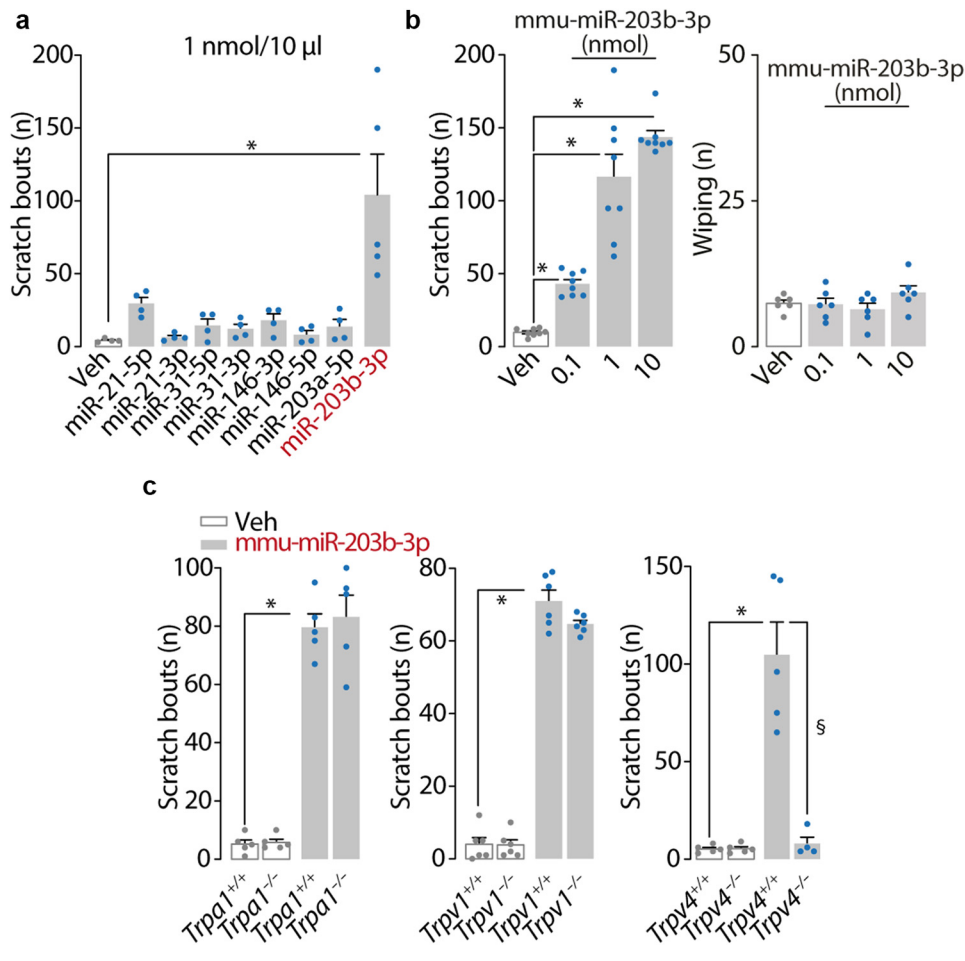 a
1 nmol/10 µl
Scratch bouts (n)
200
150
100
50
0
*
Veh
miR-21-5p
miR-21-3p
miR-31-5p
miR-31-3p
miR-146-3p
miR-146-5p
miR-203a-5p
miR-203b-3p
b
mmu-miR-203b-3p
(nmol)
Scratch bouts (n)
200
150
100
50
0
*
*
*
Veh
0.1
1
10
mmu-miR-203b-3p
(nmol)
Wiping (n)
50
25
0
Veh
0.1
1
10
c
Veh
mmu-miR-203b-3p
Scratch bouts (n)
100
80
60
40
20
0
*
Trpa1+/+
Trpa1-/-
Trpa1+/+
Trpa1-/-
Scratch bouts (n)
80
60
40
20
0
*
Trpv1+/+
Trpv1-/-
Trpv1+/+
Trpv1-/-
Scratch bouts (n)
150
100
50
0
*
§
Trpv4+/+
Trpv4-/-
Trpv4+/+
Trpv4-/-